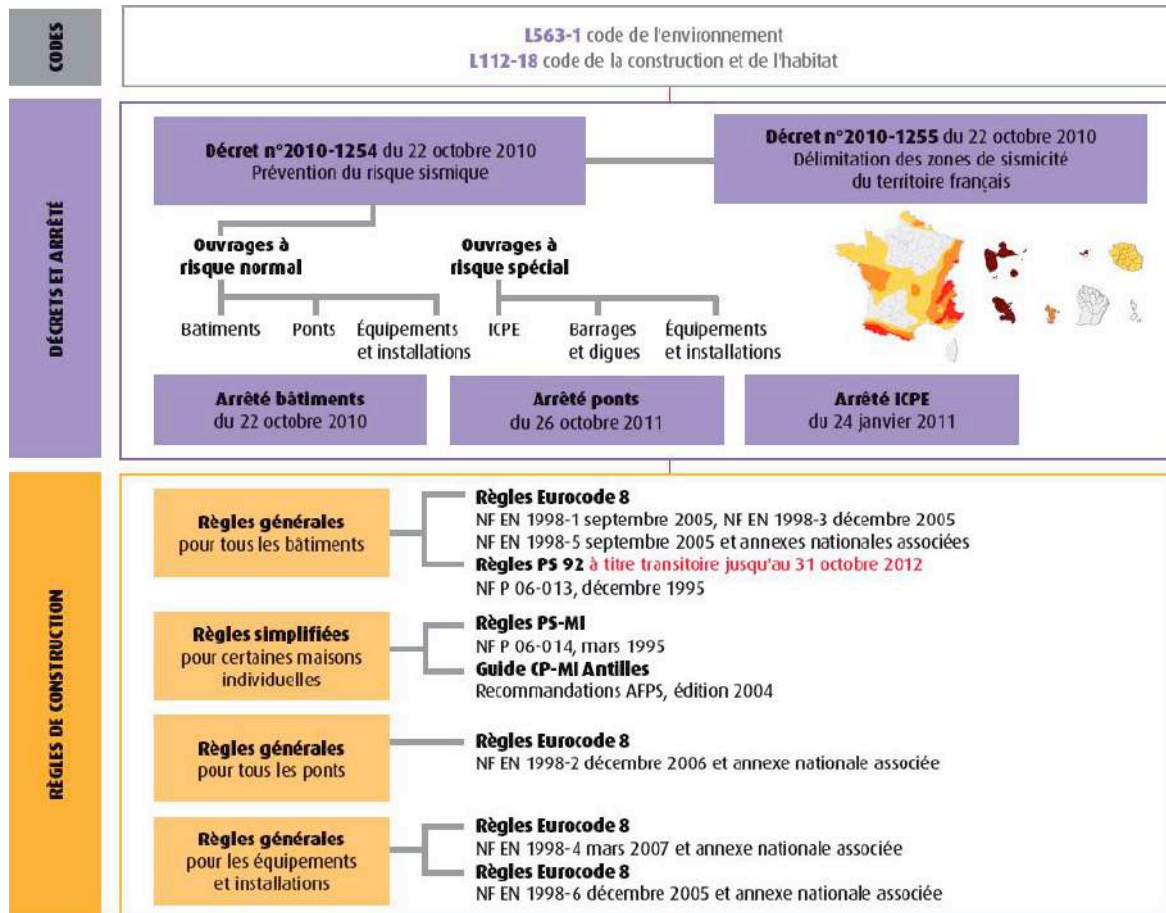 CODES
L563-1 code de l'environnement
L112-18 code de la construction et de l'habitat
DÉCRETS ET ARRÊTÉ
Décret n°2010-1254 du 22 octobre 2010
Prévention du risque sismique
Décret n°2010-1255 du 22 octobre 2010
Délimitation des zones de sismicité
du territoire français
Ouvrages à
risque normal
Bâtiments
Ponts
Équipements
et installations
Ouvrages à
risque spécial
ICPE
Barrages
et digues
Équipements
et installations
Arrêté bâtiments
du 22 octobre 2010
Arrêté ponts
du 26 octobre 2011
Arrêté ICPE
du 24 janvier 2011
RÈGLES DE CONSTRUCTION
Règles générales
pour tous les bâtiments
Règles Eurocode 8
NF EN 1998-1 septembre 2005, NF EN 1998-3 décembre 2005
NF EN 1998-5 septembre 2005 et annexes nationales associées
Règles PS 92 à titre transitoire jusqu'au 31 octobre 2012
NF P 06-013, décembre 1995
Règles simplifiées
pour certaines maisons
individuelles
Règles PS-MI
NF P 06-014, mars 1995
Guide CP-MI Antilles
Recommandations AFPS, édition 2004
Règles générales
pour tous les ponts
Règles Eurocode 8
NF EN 1998-2 décembre 2006 et annexe nationale associée
Règles générales
pour les équipements
et installations
Règles Eurocode 8
NF EN 1998-4 mars 2007 et annexe nationale associée
Règles Eurocode 8
NF EN 1998-6 décembre 2005 et annexe nationale associée